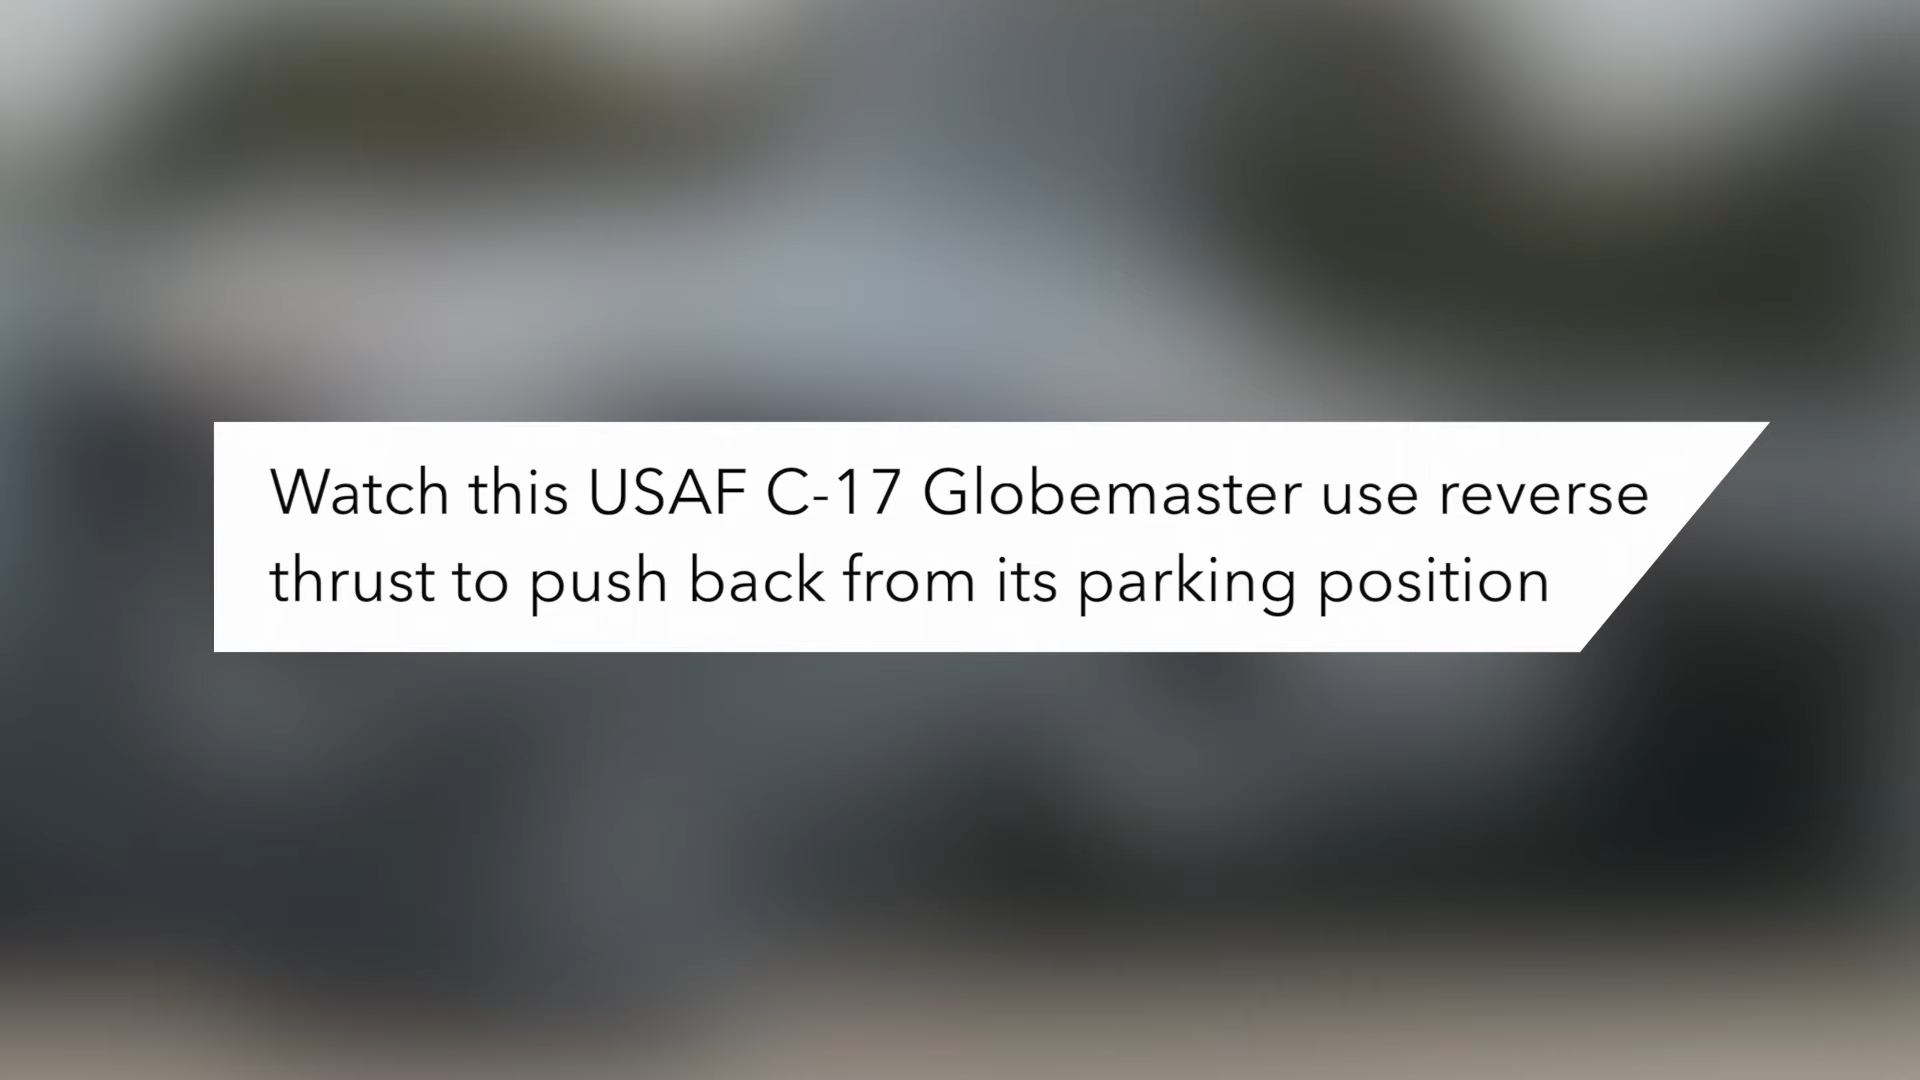 Watch this USAF C-17 Globemaster use reverse
thrust to push back from its parking position